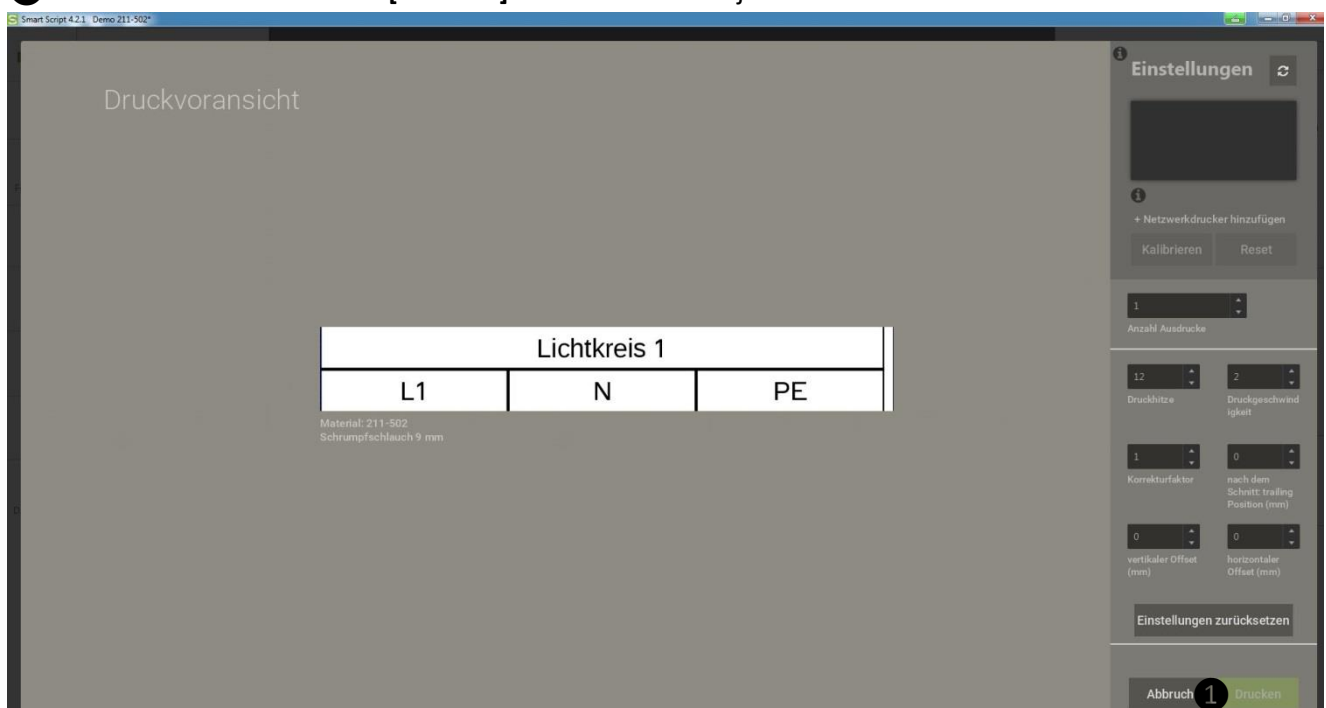 Smart Script 4.2.1 Demo 211-502*
Druckvoransicht
Lichtkreis 1
L1 N PE
Material: 211-502
Schrumpfschlauch 9 mm
Einstellungen
+ Netzwerkdrucker hinzufügen
Kalibrieren Reset
1
Anzahl Ausdrucke
12 2
Druckhitze Druckgeschwind
igkeit
1 0
Korrekturfaktor nach dem
Schnitt: trailing
Position (mm)
0 0
vertikaler Offset horizontaler
(mm) Offset (mm)
Einstellungen zurücksetzen
Abbruch 1 Drucken